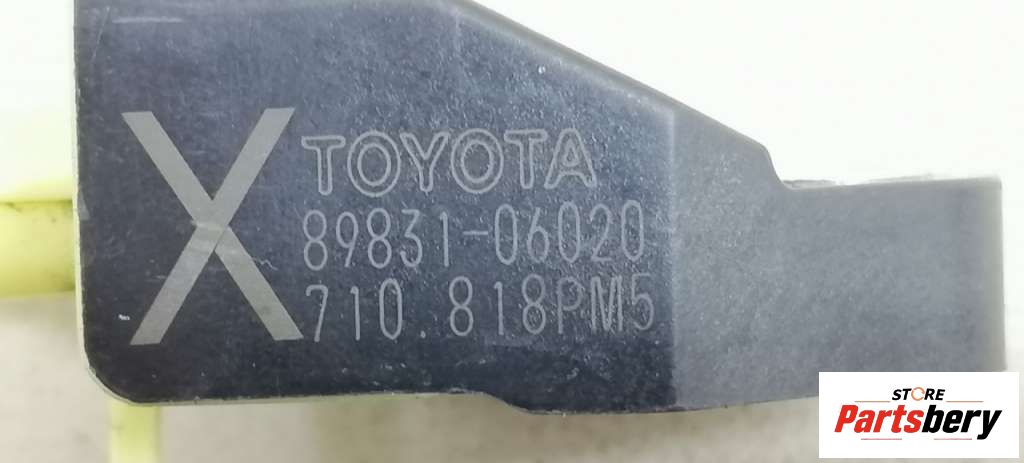 X
TOYOTA
89831-06020
710.818PM5
STORE
Partsbery